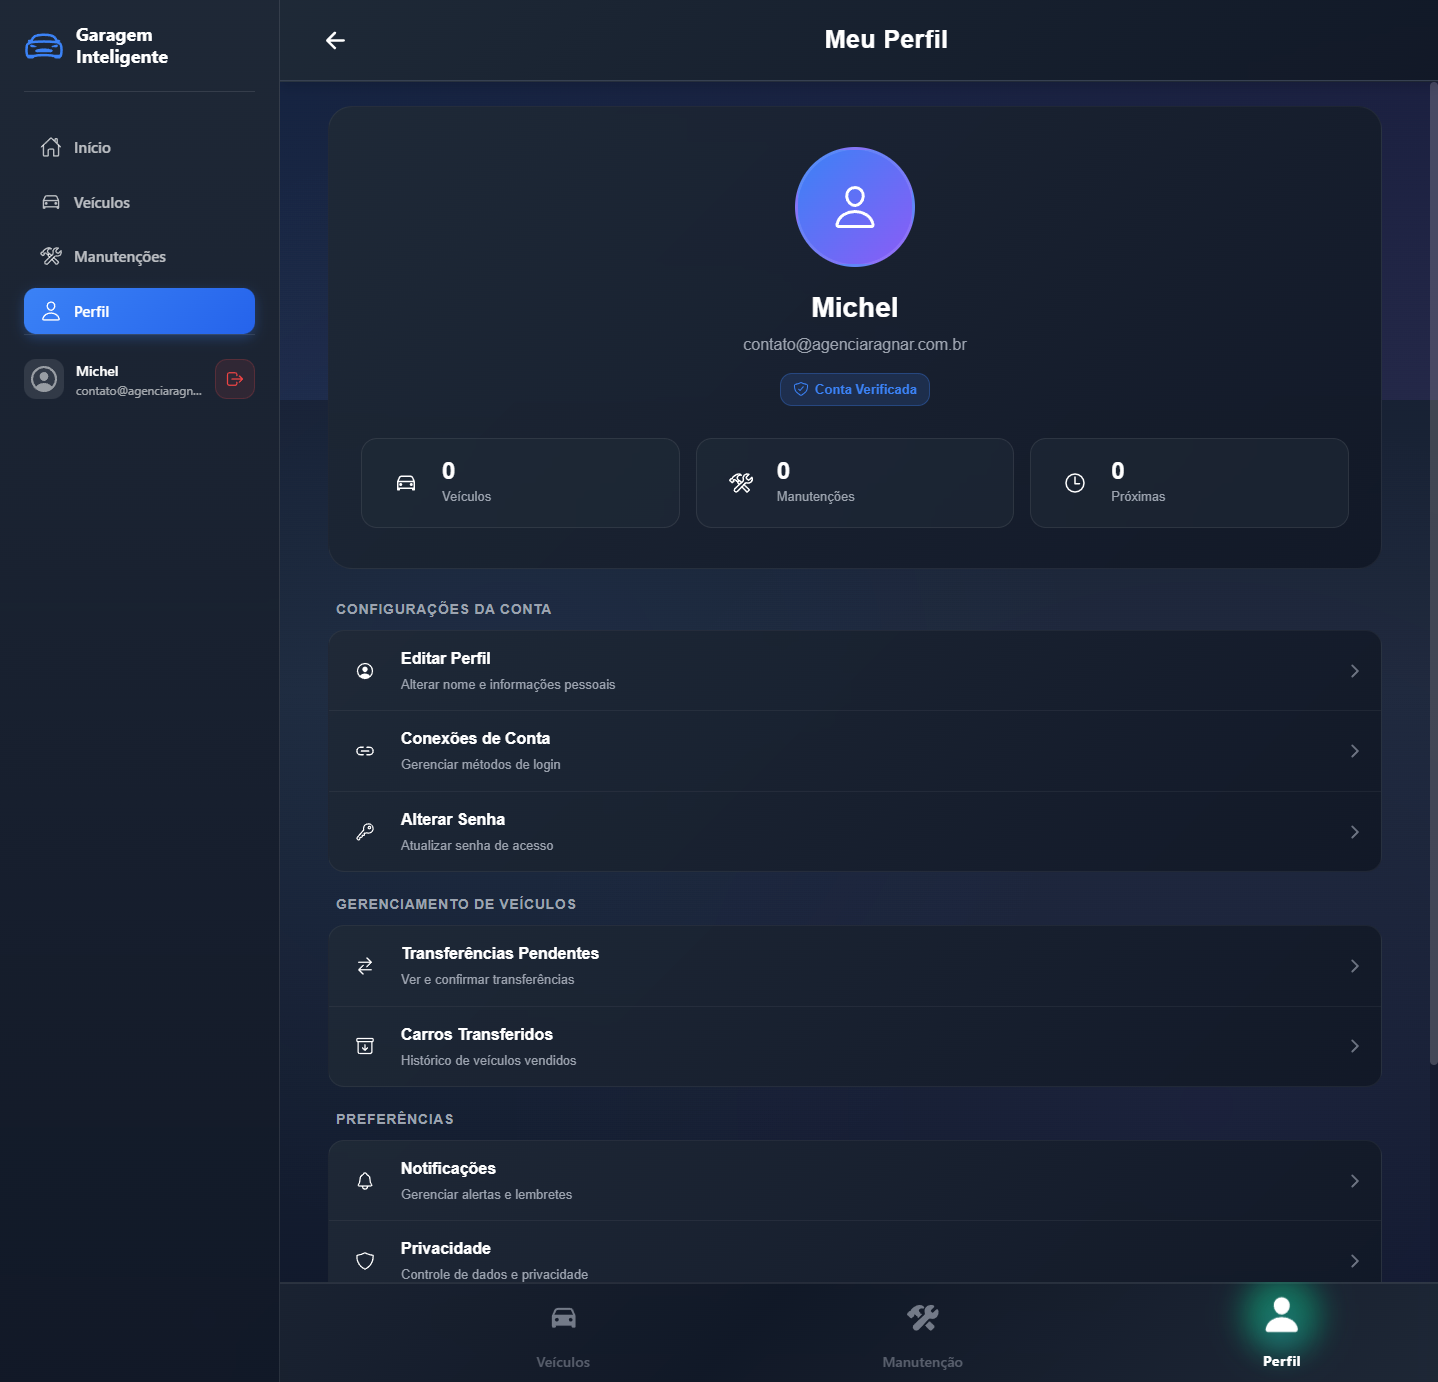 Garagem
Inteligente
Início
Veículos
Manutenções
Perfil
Michel
contato@agenciaragn...
Meu Perfil
Michel
contato@agenciaragnar.com.br
Conta Verificada
0
Veículos
0
Manutenções
0
Próximas
CONFIGURAÇÕES DA CONTA
Editar Perfil
Alterar nome e informações pessoais
Conexões de Conta
Gerenciar métodos de login
Alterar Senha
Atualizar senha de acesso
GERENCIAMENTO DE VEÍCULOS
Transferências Pendentes
Ver e confirmar transferências
Carros Transferidos
Histórico de veículos vendidos
PREFERÊNCIAS
Notificações
Gerenciar alertas e lembretes
Privacidade
Controle de dados e privacidade
Veículos
Manutenção
Perfil